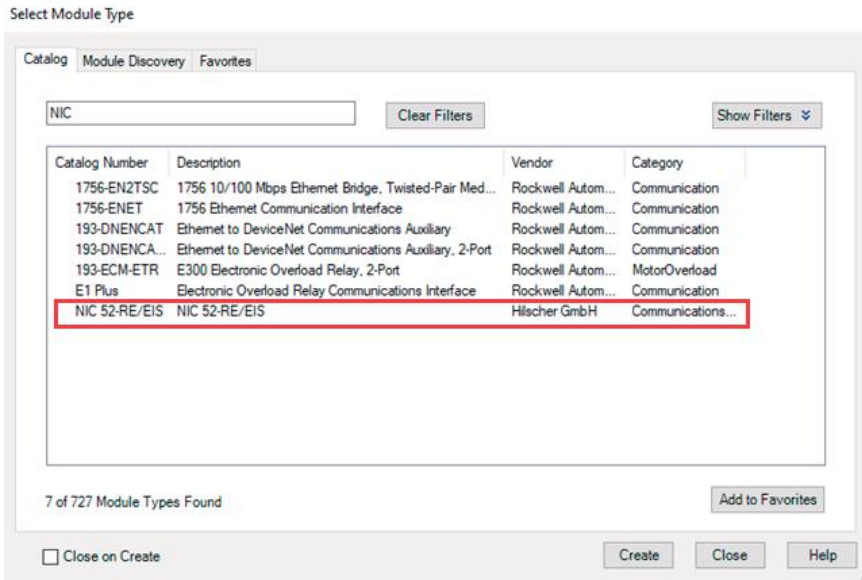 Select Module Type
Catalog Module Discovery Favorites
NIC Clear Filters Show Filters
Catalog Number Description Vendor Category
1756-EN2TSC 1756 10/100 Mbps Ethernet Bridge, Twisted-Pair Med... Rockwell Autom... Communication
1756-ENET 1756 Ethernet Communication Interface Rockwell Autom... Communication
193-DNENCAT Ethernet to DeviceNet Communications Auxiliary Rockwell Autom... Communication
193-DNENCA... Ethernet to DeviceNet Communications Auxiliary, 2-Port Rockwell Autom... Communication
193-ECM-ETR E300 Electronic Overload Relay, 2-Port Rockwell Autom... MotorOverload
E1 Plus Electronic Overload Relay Communications Interface Rockwell Autom... Communication
NIC 52-RE/EIS NIC 52-RE/EIS Hilscher GmbH Communications...
7 of 727 Module Types Found Add to Favorites
Close on Create Create Close Help